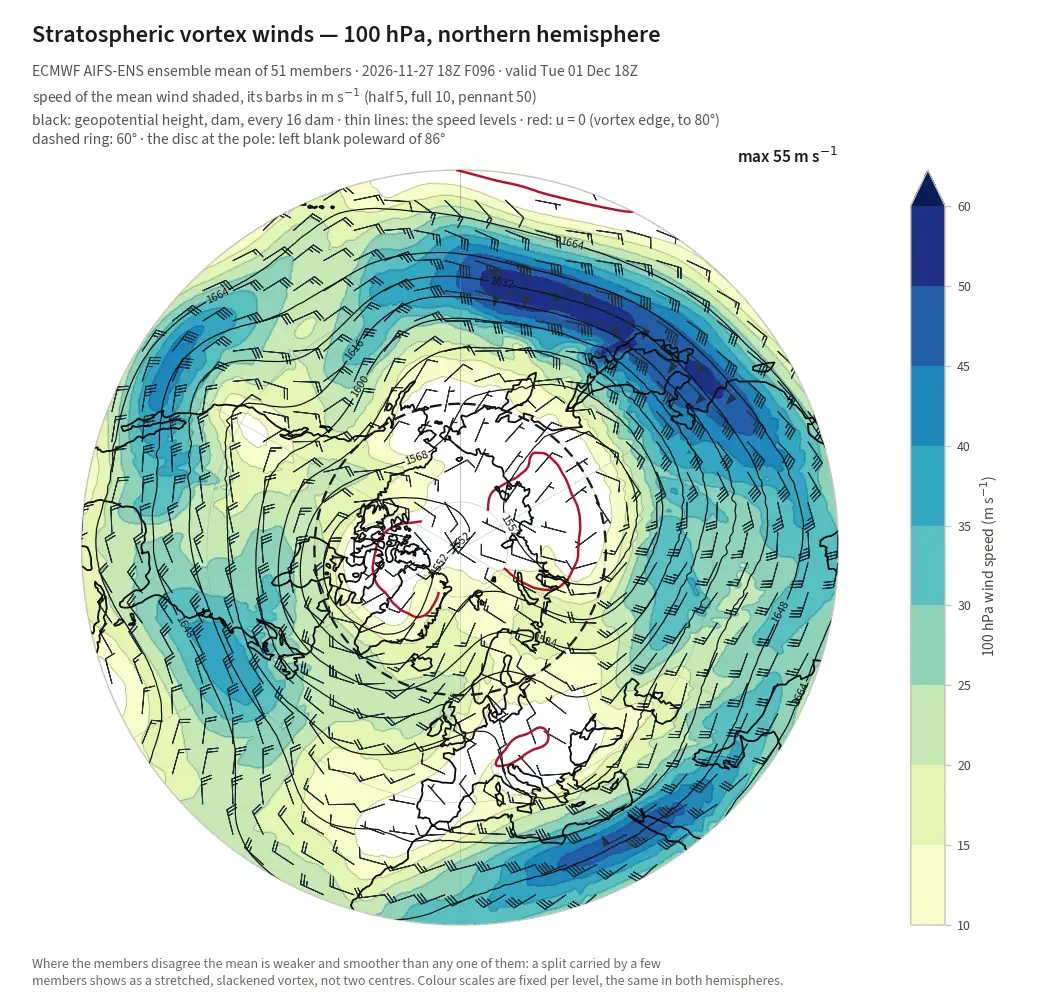 Stratospheric vortex winds — 100 hPa, northern hemisphere
ECMWF AIFS-ENS ensemble mean of 51 members · 2026-11-27 18Z F096 · valid Tue 01 Dec 18Z
speed of the mean wind shaded, its barbs in m s⁻¹ (half 5, full 10, pennant 50)
black: geopotential height, dam, every 16 dam · thin lines: the speed levels · red: u = 0 (vortex edge, to 80°)
dashed ring: 60° · the disc at the pole: left blank poleward of 86°
max 55 m s⁻¹
60
50
45
40
35
30
25
20
15
10
100 hPa wind speed (m s⁻¹)
1664
1632
1664
1616
1600
1568
1552
1552
1584
1648
1648
1664
Where the members disagree the mean is weaker and smoother than any one of them: a split carried by a few
members shows as a stretched, slackened vortex, not two centres. Colour scales are fixed per level, the same in both hemispheres.